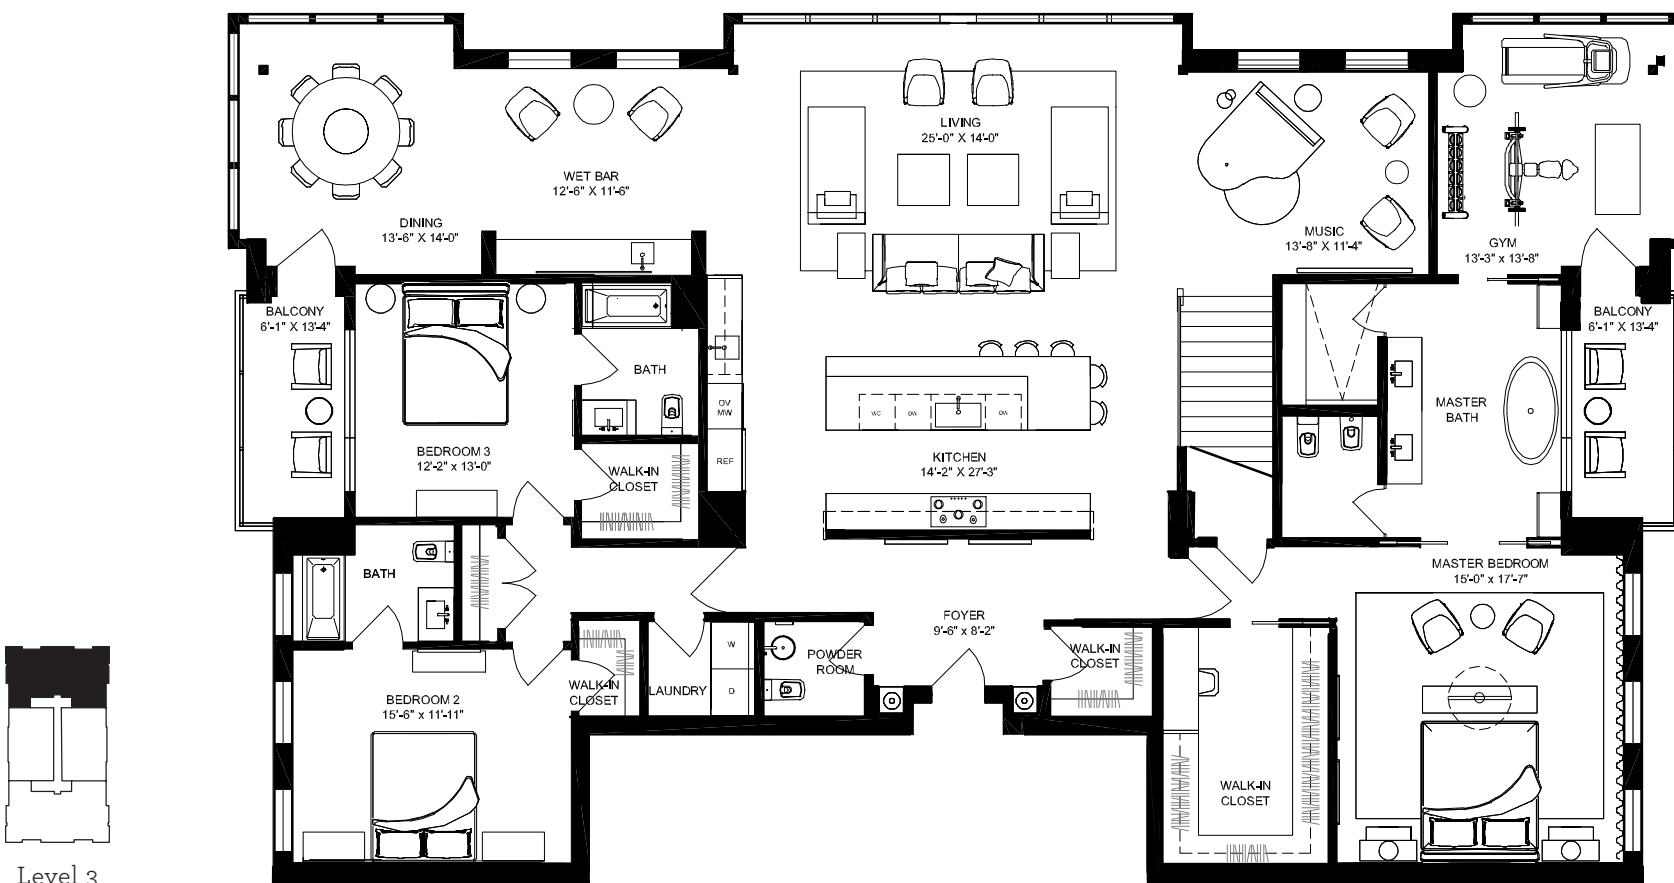 LIVING
25'-0" X 14'-0"
WET BAR
12'-6" X 11'-6"
DINING
13'-6" X 14'-0"
MUSIC
13'-8" X 11'-4"
GYM
13'-3" x 13'-8"
BALCONY
6'-1" X 13'-4"
BALCONY
6'-1" X 13'-4"
BATH
OV
MW
WC
DW
DW
MASTER
BATH
BEDROOM 3
12'-2" x 13'-0"
WALK-IN
CLOSET
REF
KITCHEN
14'-2" X 27'-3"
BATH
MASTER BEDROOM
15'-0" x 17'-7"
FOYER
9'-6" x 8'-2"
W
POWDER
ROOM
WALK-IN
CLOSET
BEDROOM 2
15'-6" x 11'-11"
WALK-IN
CLOSET
LAUNDRY
D
WALK-IN
CLOSET
Level 3